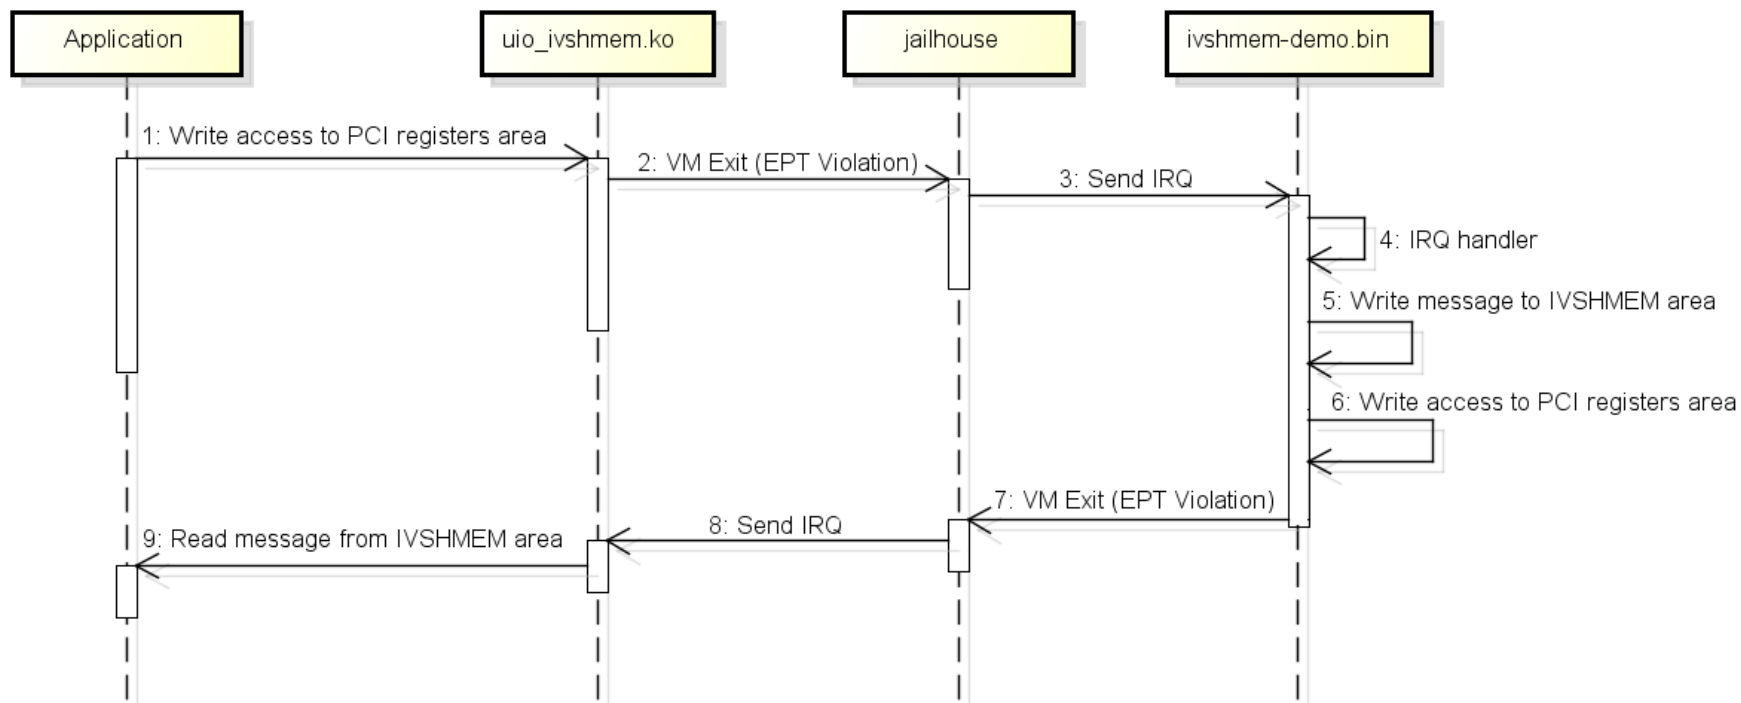 Application
uio_ivshmem.ko
jailhouse
ivshmem-demo.bin
1: Write access to PCI registers area
2: VM Exit (EPT Violation)
3: Send IRQ
4: IRQ handler
5: Write message to IVSHMEM area
6: Write access to PCI registers area
7: VM Exit (EPT Violation)
8: Send IRQ
9: Read message from IVSHMEM area